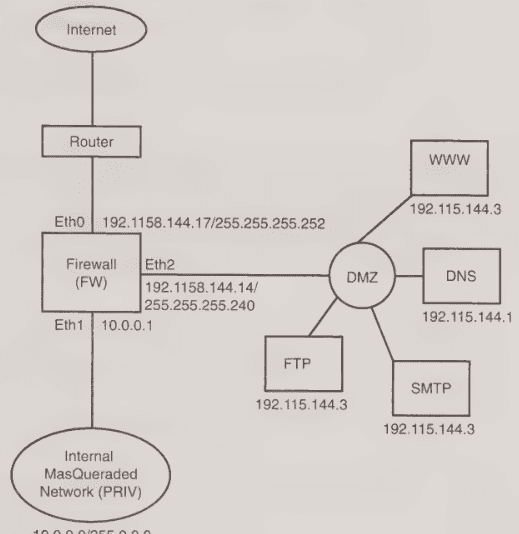 Internet
Router
WWW
192.115.144.3
Eth0 192.1158.144.17/255.255.255.252
Firewall
(FW)
Eth2
192.1158.144.14/
255.255.255.240
DMZ
DNS
192.115.144.1
Eth1 10.0.0.1
FTP
192.115.144.3
SMTP
192.115.144.3
Internal
MasQueraded
Network (PRIV)
10.0.0.0/255.0.0.0